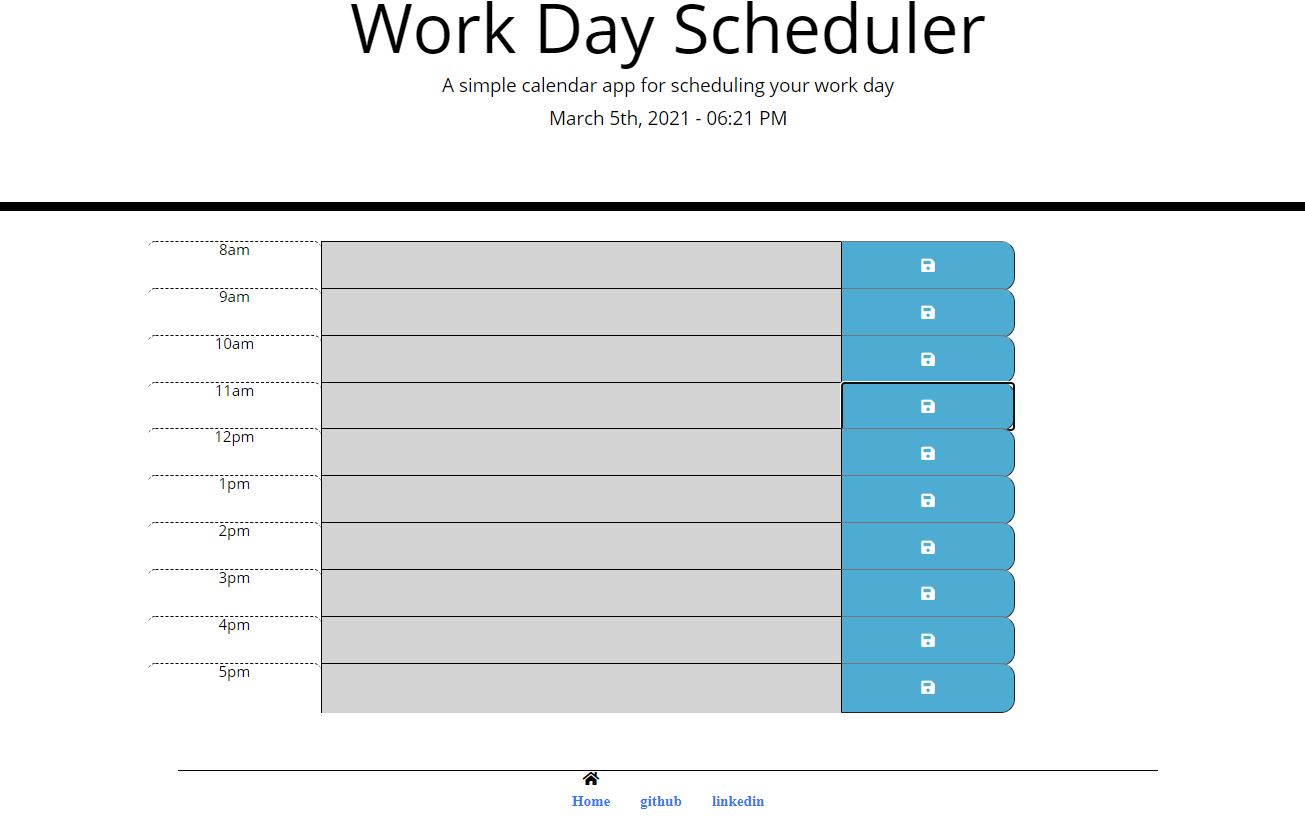 Work Day Scheduler
A simple calendar app for scheduling your work day
March 5th, 2021 - 06:21 PM
8am
9am
10am
11am
12pm
1pm
2pm
3pm
4pm
5pm
Home github linkedin